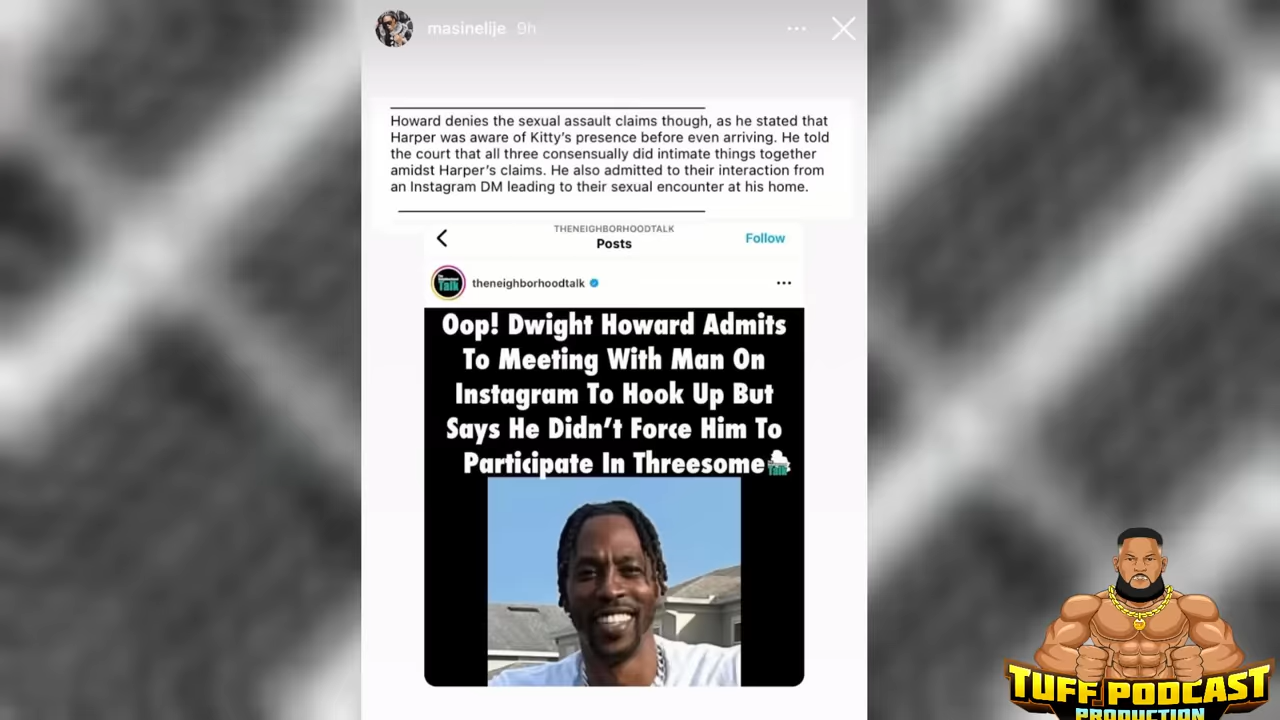 masinelije 9h
Howard denies the sexual assault claims though, as he stated that
Harper was aware of Kitty's presence before even arriving. He told
the court that all three consensually did intimate things together
amidst Harper's claims. He also admitted to their interaction from
an Instagram DM leading to their sexual encounter at his home.
THENEIGHBORHOODTALK
Posts
Follow
theneighborhoodtalk
Oop! Dwight Howard Admits
To Meeting With Man On
Instagram To Hook Up But
Says He Didn't Force Him To
Participate In Threesome
TUFF PODCAST
PRODUCTION